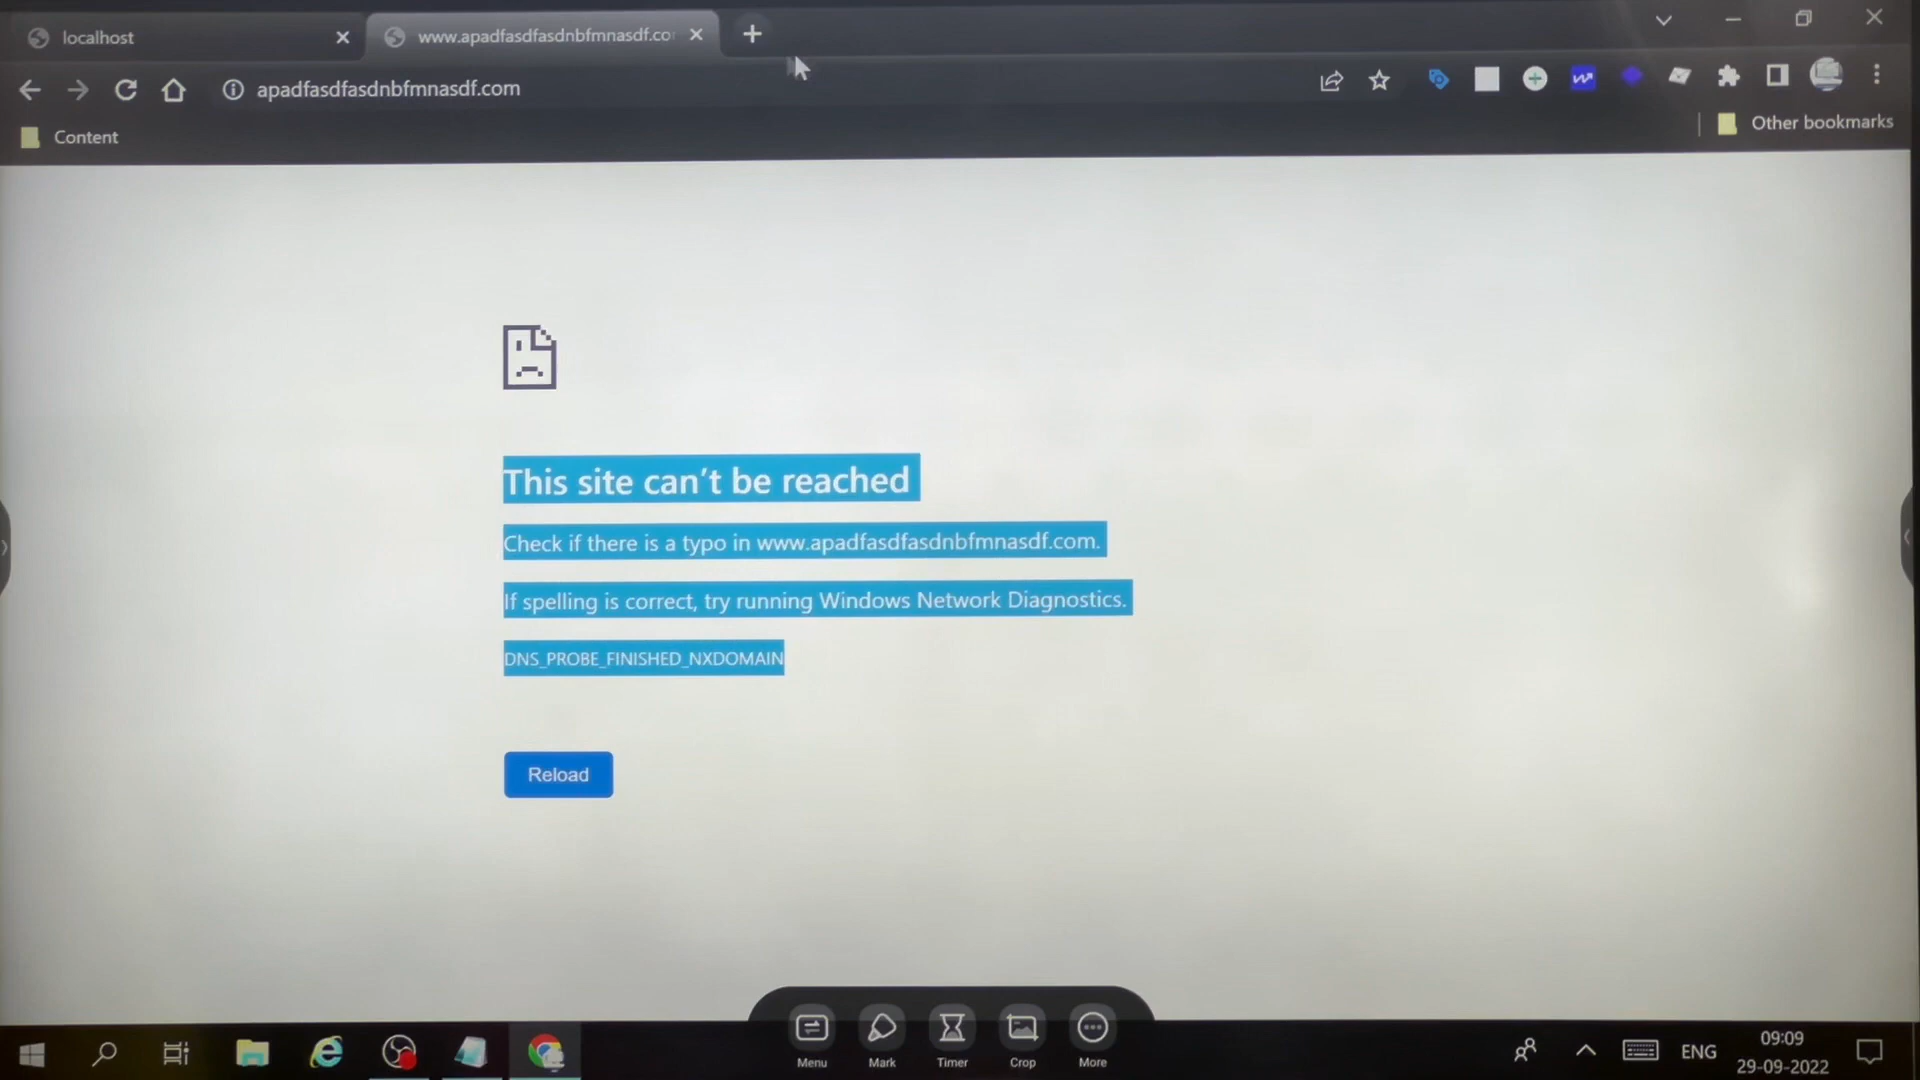 localhost
www.apadfasdfasdnbfmnasdf.co
apadfasdfasdnbfmnasdf.com
Content
Other bookmarks
This site can’t be reached
Check if there is a typo in www.apadfasdfasdnbfmnasdf.com.
If spelling is correct, try running Windows Network Diagnostics.
DNS_PROBE_FINISHED_NXDOMAIN
Reload
Menu Mark Timer Crop More
ENG
09:09
29-09-2022